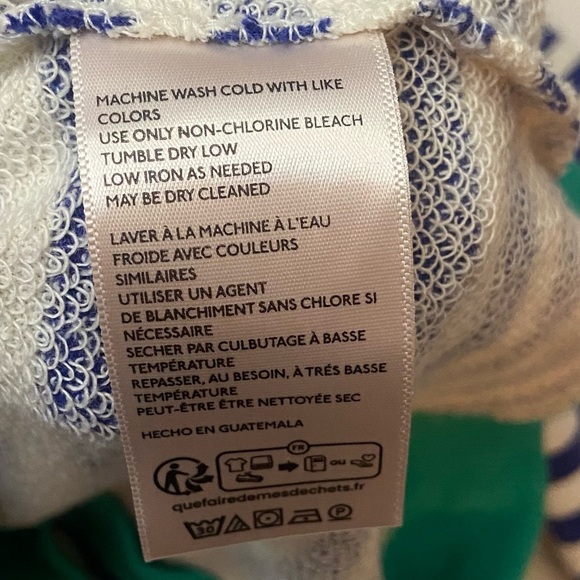 MACHINE WASH COLD WITH LIKE
COLORS
USE ONLY NON-CHLORINE BLEACH
TUMBLE DRY LOW
LOW IRON AS NEEDED
MAY BE DRY CLEANED
LAVER À LA MACHINE À L'EAU
FROIDE AVEC COULEURS
SIMILAIRES
UTILISER UN AGENT
DE BLANCHIMENT SANS CHLORE SI
NÉCESSAIRE
SECHER PAR CULBUTAGE À BASSE
TEMPÉRATURE
REPASSER, AU BESOIN, À TRÉS BASSE
TEMPÉRATURE
PEUT-ÊTRE ÊTRE NETTOYÉE SEC
HECHO EN GUATEMALA
FR
OU
quefairedemesdechets.fr
30 P